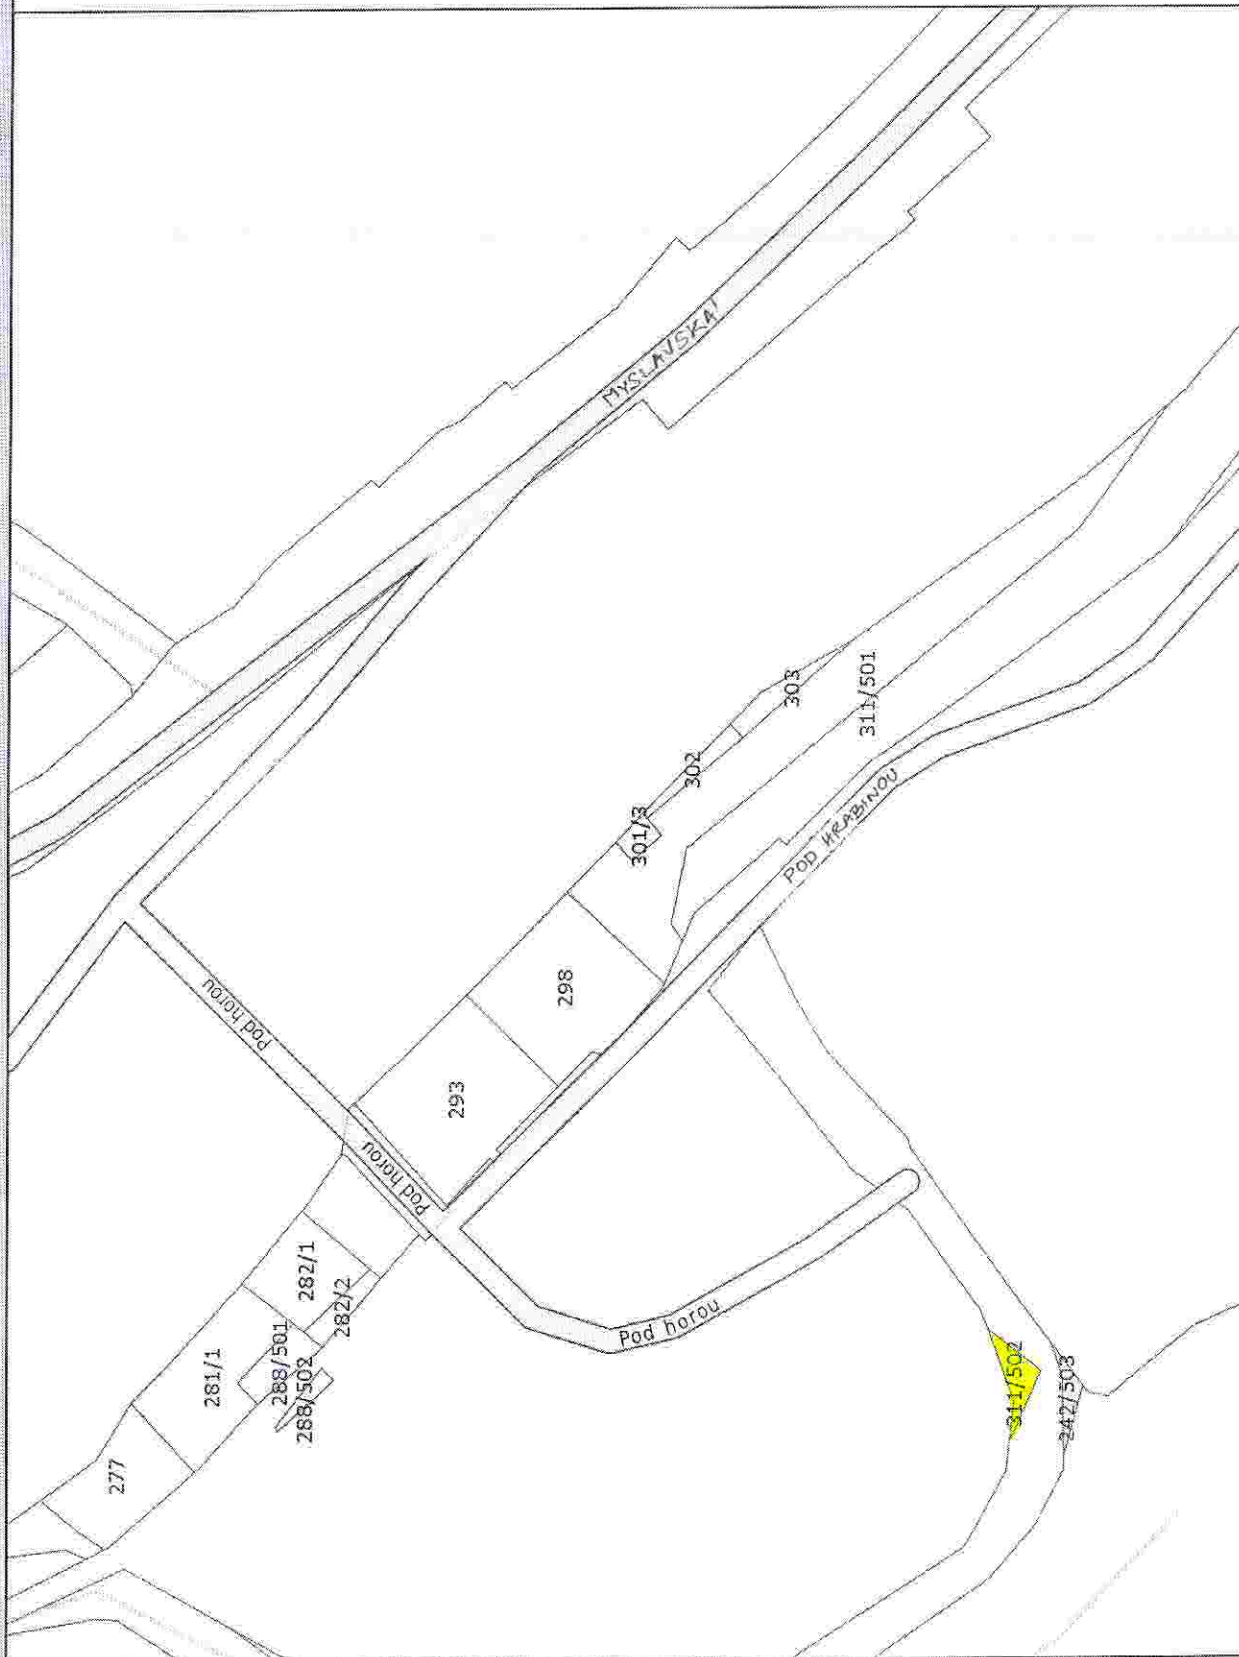 MYSLAVSKÁ
303
311/501
302
301/3
POD HRABINOU
298
Pod horou
293
Pod horou
282/1
282/2
Pod horou
281/1
288/501
288/502
311/502
242/503
277